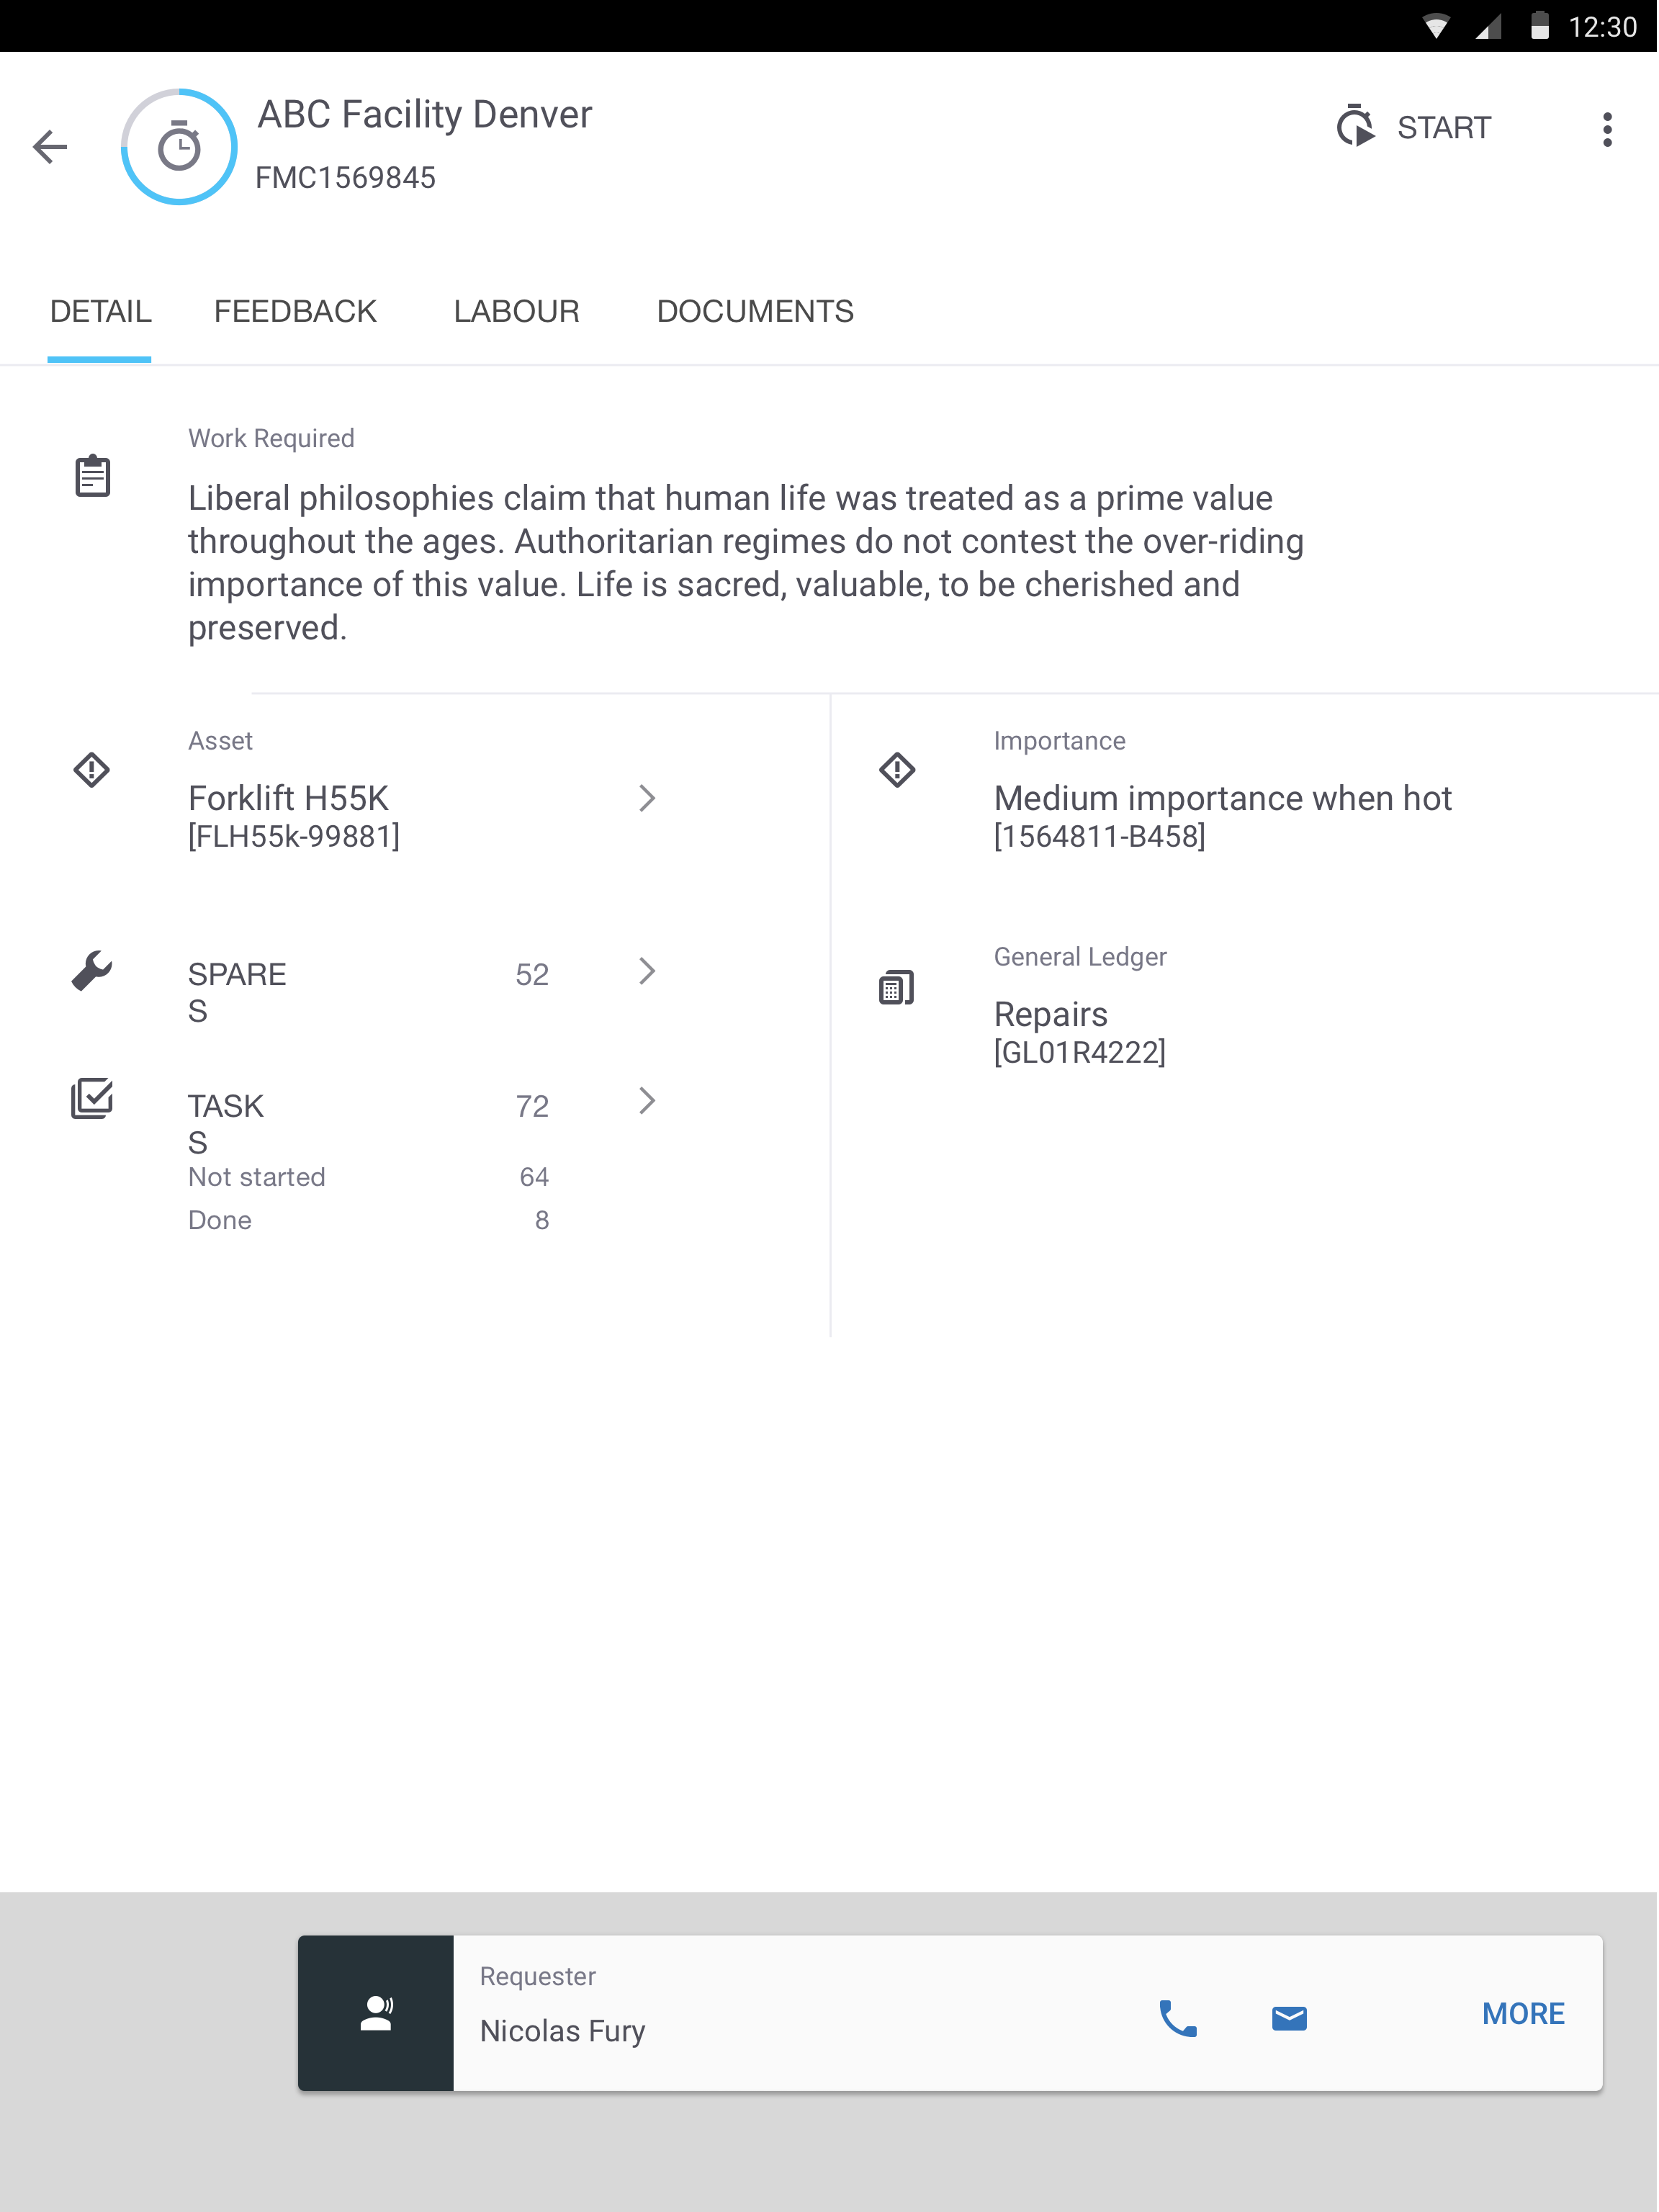 12:30
ABC Facility Denver
FMC1569845
START
DETAIL FEEDBACK LABOUR DOCUMENTS
Work Required
Liberal philosophies claim that human life was treated as a prime value
throughout the ages. Authoritarian regimes do not contest the over-riding
importance of this value. Life is sacred, valuable, to be cherished and
preserved.
Asset
Forklift H55K
[FLH55k-99881]
SPARE 52
S
TASK 72
S
Not started 64
Done 8
Importance
Medium importance when hot
[1564811-B458]
General Ledger
Repairs
[GL01R4222]
Requester
Nicolas Fury
MORE